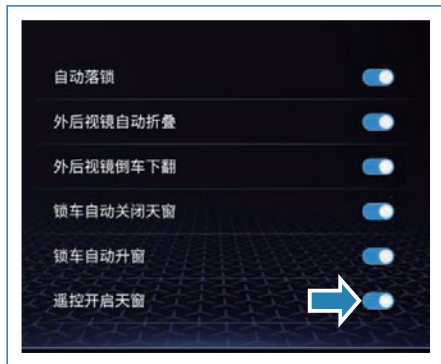 自动落锁
外后视镜自动折叠
外后视镜倒车下翻
锁车自动关闭天窗
锁车自动升窗
遥控开启天窗